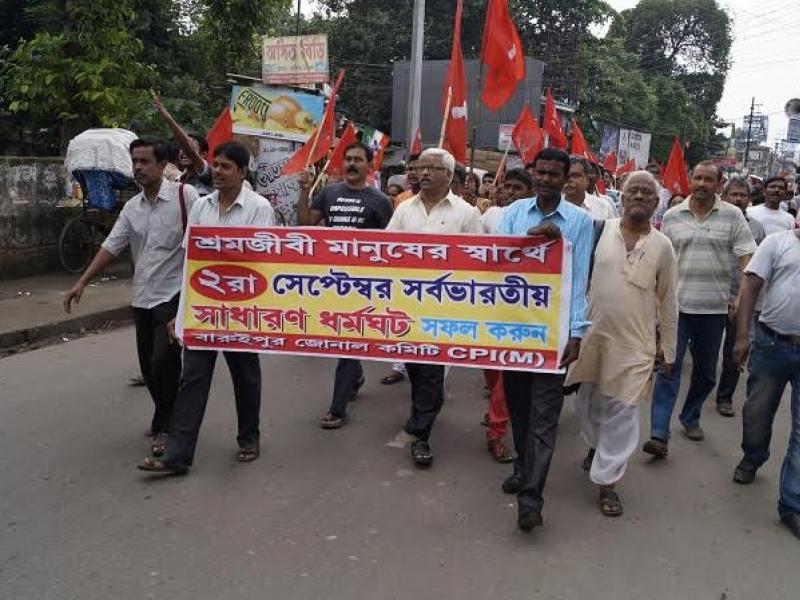 শ্রমজীবী মানুষের স্বার্থে
২রা সেপ্টেম্বর সর্বভারতীয়
সাধারণ ধর্মঘট সফল করুন
বারুইপুর জোনাল কমিটি CPI(M)